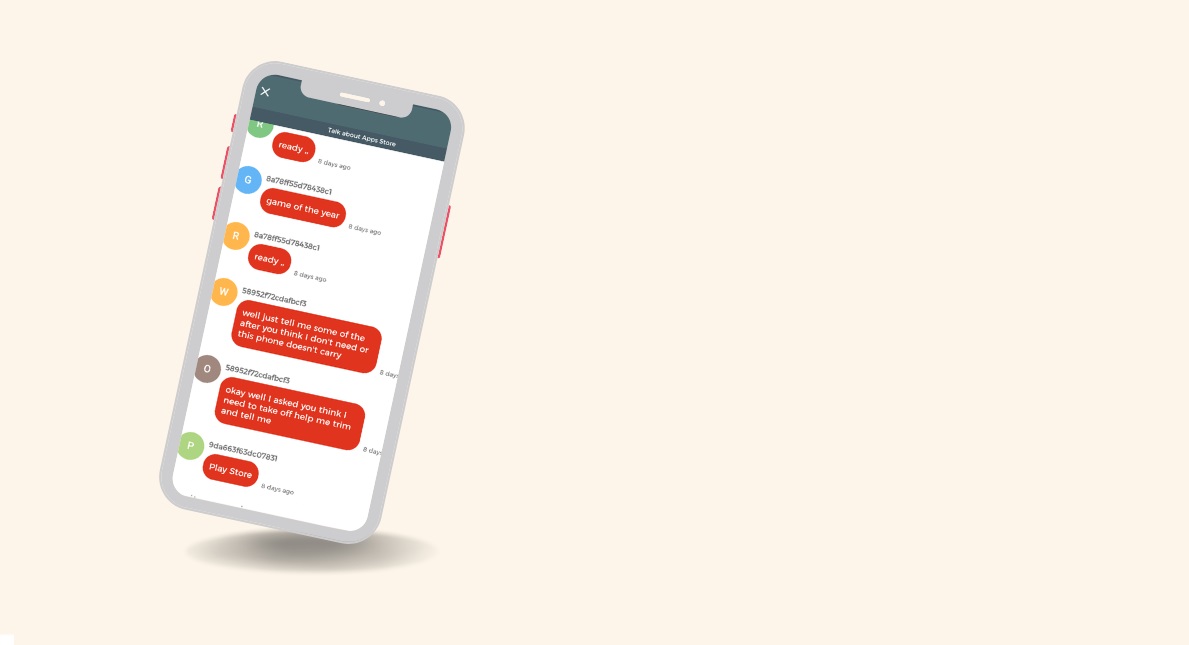 Talk about Apps Store
R
ready ..
8 days ago
G
8a78ff55d78438c1
game of the year
8 days ago
R
8a78ff55d78438c1
ready ..
8 days ago
W
58952f72cdafbcf3
well just tell me some of the
after you think I don't need or
this phone doesn't carry
8 days
O
58952f72cdafbcf3
okay well I asked you think I
need to take off help me trim
and tell me
8 days
P
9da663f63dc07831
Play Store
8 days ago